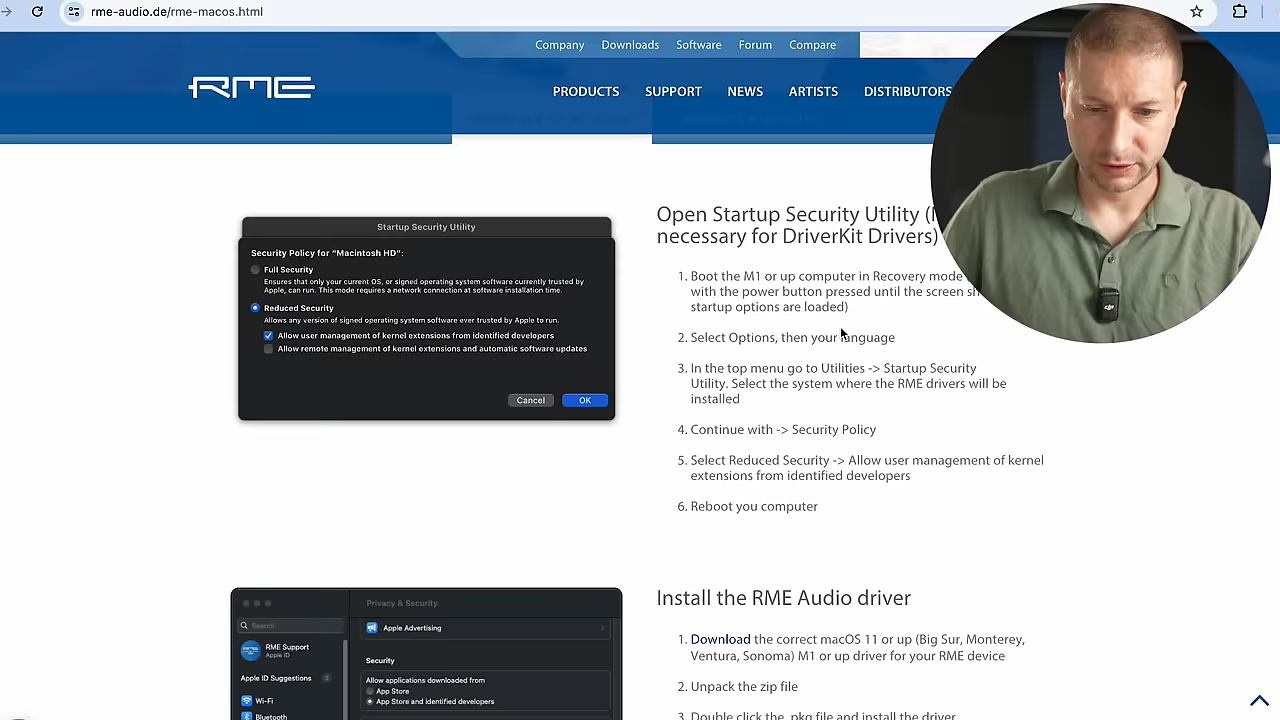 rme-audio.de/rme-macos.html
Company Downloads Software Forum Compare
RME
PRODUCTS SUPPORT NEWS ARTISTS DISTRIBUTORS
Startup Security Utility
Security Policy for “Macintosh HD”:
Full Security
Ensures that only your current OS, or signed operating system software currently trusted by
Apple, can run. This mode requires a network connection at software installation time.
Reduced Security
Allows any version of signed operating system software ever trusted by Apple to run.
Allow user management of kernel extensions from identified developers
Allow remote management of kernel extensions and automatic software updates
Cancel OK
Open Startup Security Utility (
necessary for DriverKit Drivers)
1. Boot the M1 or up computer in Recovery mode
with the power button pressed until the screen
startup options are loaded)
2. Select Options, then your language
3. In the top menu go to Utilities -> Startup Security
Utility. Select the system where the RME drivers will be
installed
4. Continue with -> Security Policy
5. Select Reduced Security -> Allow user management of kernel
extensions from identified developers
6. Reboot you computer
Privacy & Security
Search
Apple Advertising
RME Support
Apple ID
Security
Apple ID Suggestions 3
Allow applications downloaded from
App Store
Wi-Fi
App Store and identified developers
Bluetooth
Install the RME Audio driver
1. Download the correct macOS 11 or up (Big Sur, Monterey,
Ventura, Sonoma) M1 or up driver for your RME device
2. Unpack the zip file
3. Double click the .pkg file and install the driver
dji